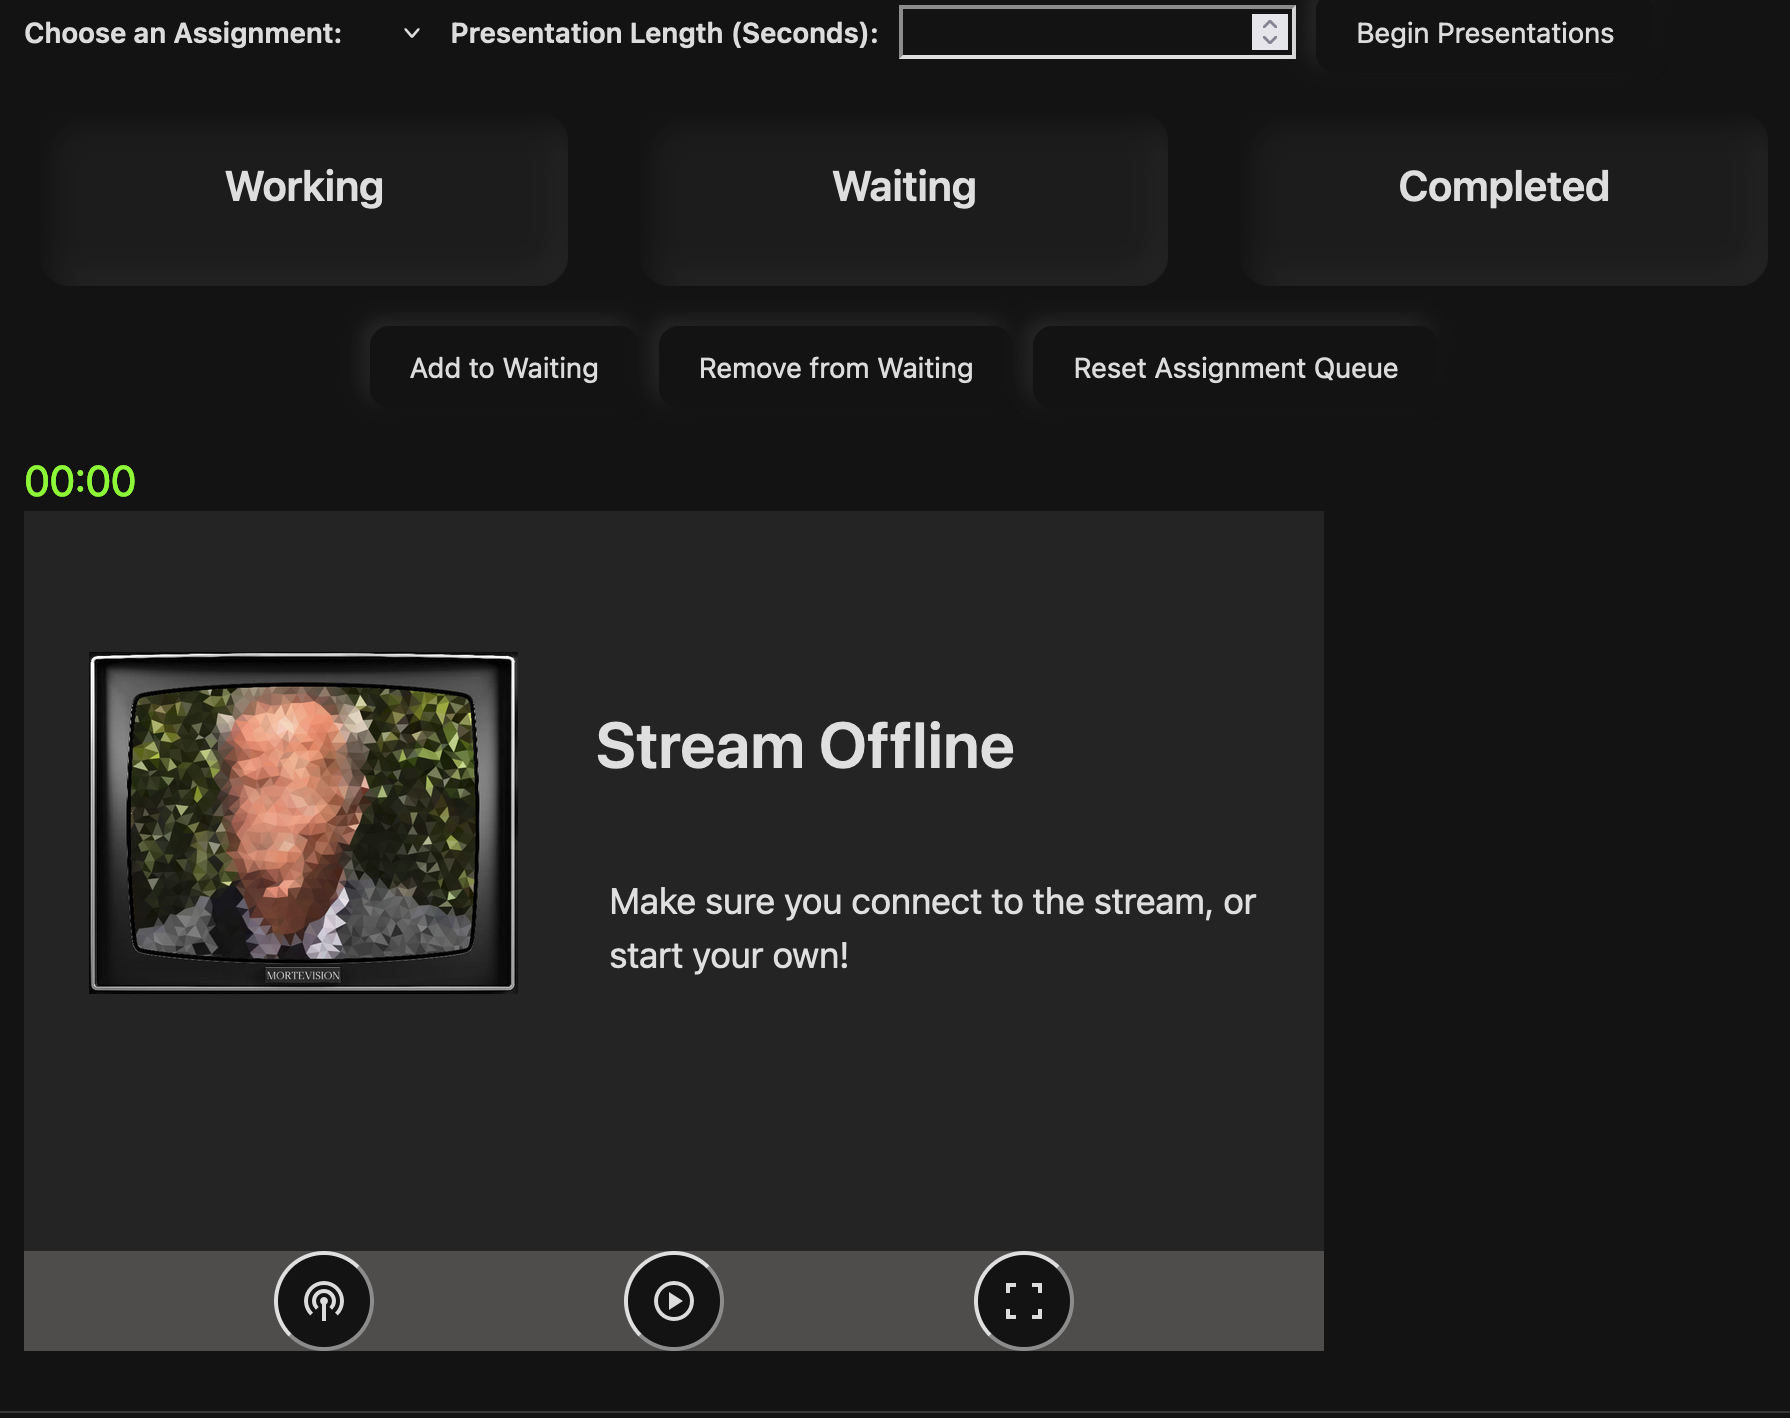 Choose an Assignment: Presentation Length (Seconds): Begin Presentations
Working Waiting Completed
Add to Waiting Remove from Waiting Reset Assignment Queue
00:00
Stream Offline
Make sure you connect to the stream, or
start your own!
MORTEVISION